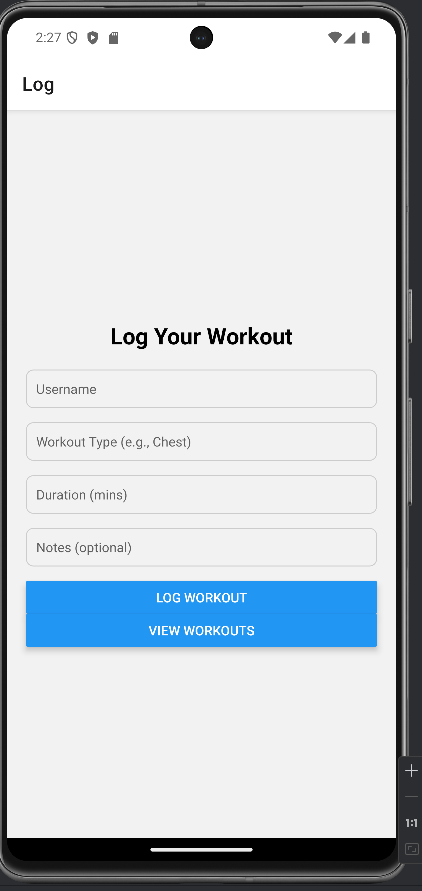 2:27
Log
Log Your Workout
Username
Workout Type (e.g., Chest)
Duration (mins)
Notes (optional)
LOG WORKOUT
VIEW WORKOUTS
1:1